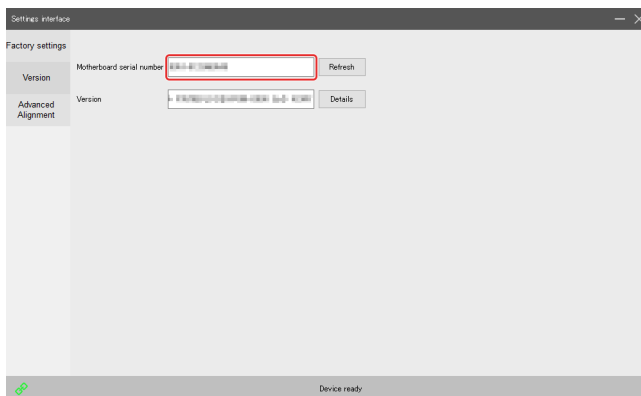 Settings interface
Factory settings
Version
Advanced
Alignment
Motherboard serial number
Refresh
Version
Details
Device ready